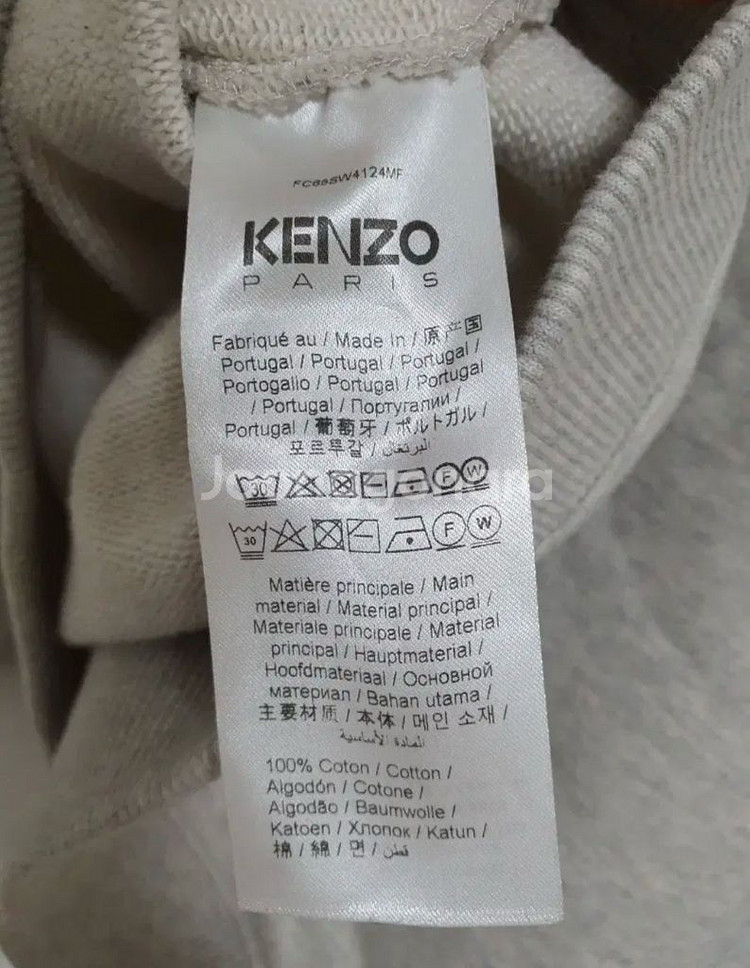 FC65SW4124MF
KENZO
PARIS
Fabriqué au / Made In / 原产国
Portugal / Portugal / Portugal /
Portogallo / Portugal / Portugal
/ Portugal / Португалии /
Portugal / 葡萄牙 / ポルトガル /
포르투갈 / البرتغال
30 F W
30 F W
Matière principale / Main
material / Material principal /
Materiale principale / Material
principal / Hauptmaterial /
Hoofdmateriaal / Основной
материал / Bahan utama /
主要材质 / 本体 / 메인 소재 /
المادة الأساسية
100% Coton / Cotton /
Algodón / Cotone /
Algodão / Baumwolle /
Katoen / Хлопок / Katun /
棉 / 綿 / 면 / قطن